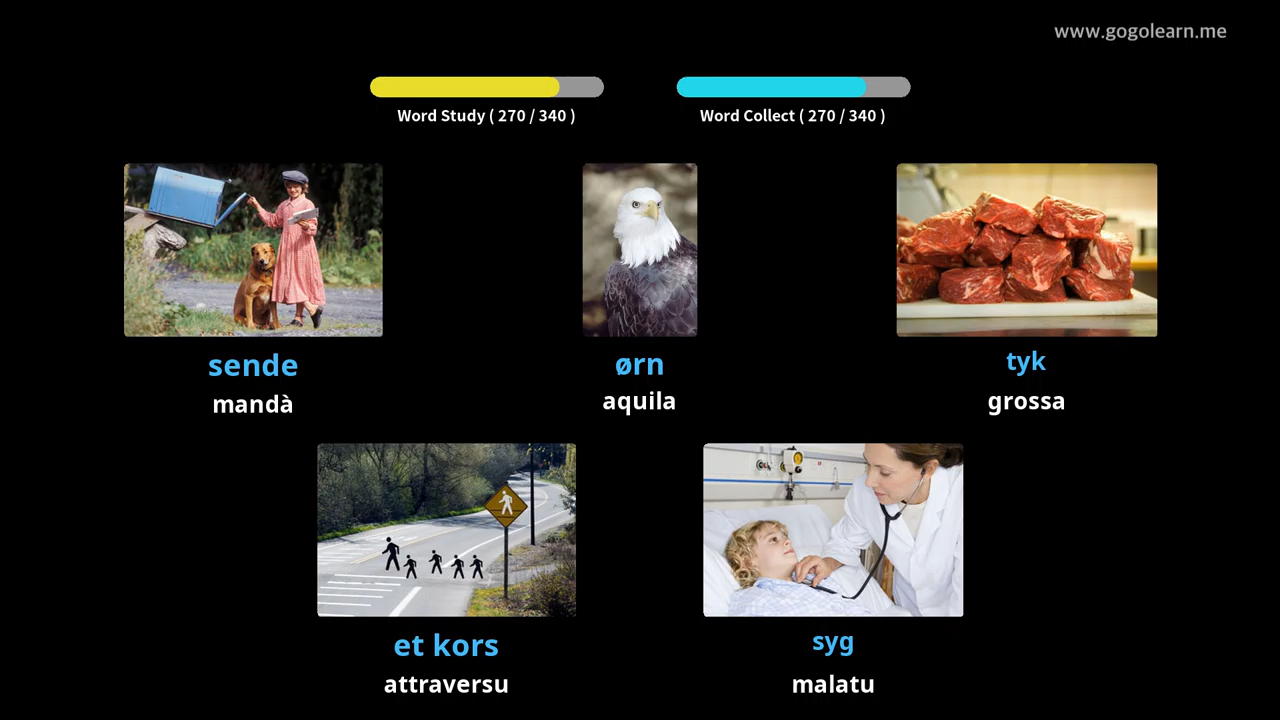 www.gogolearn.me
Word Study ( 270 / 340 )
Word Collect ( 270 / 340 )
sende
mandà
ørn
aquila
tyk
grossa
et kors
attraversu
syg
malatu